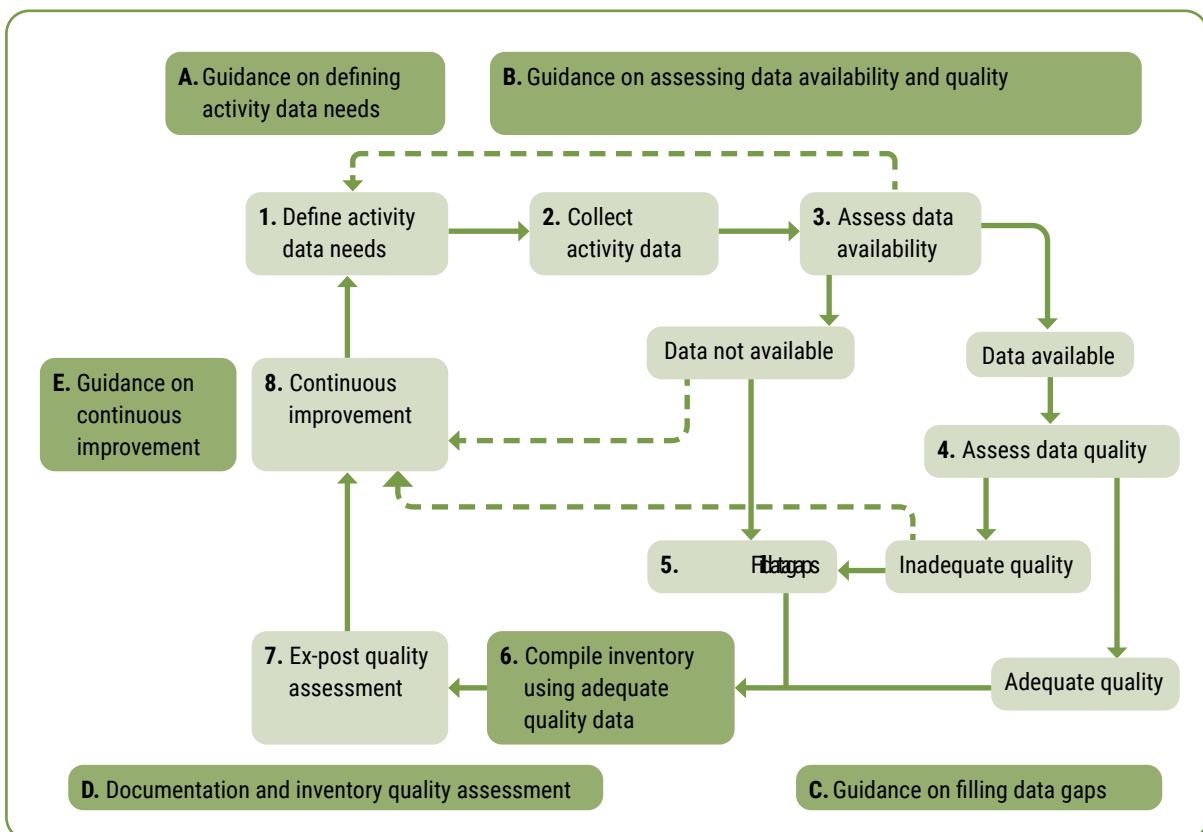 A. Guidance on defining
activity data needs
B. Guidance on assessing data availability and quality
1. Define activity
data needs
2. Collect
activity data
3. Assess data
availability
Data not available
Data available
E. Guidance on
continuous
improvement
8. Continuous
improvement
4. Assess data quality
5.
Inadequate quality
7. Ex-post quality
assessment
6. Compile inventory
using adequate
quality data
Adequate quality
D. Documentation and inventory quality assessment
C. Guidance on filling data gaps